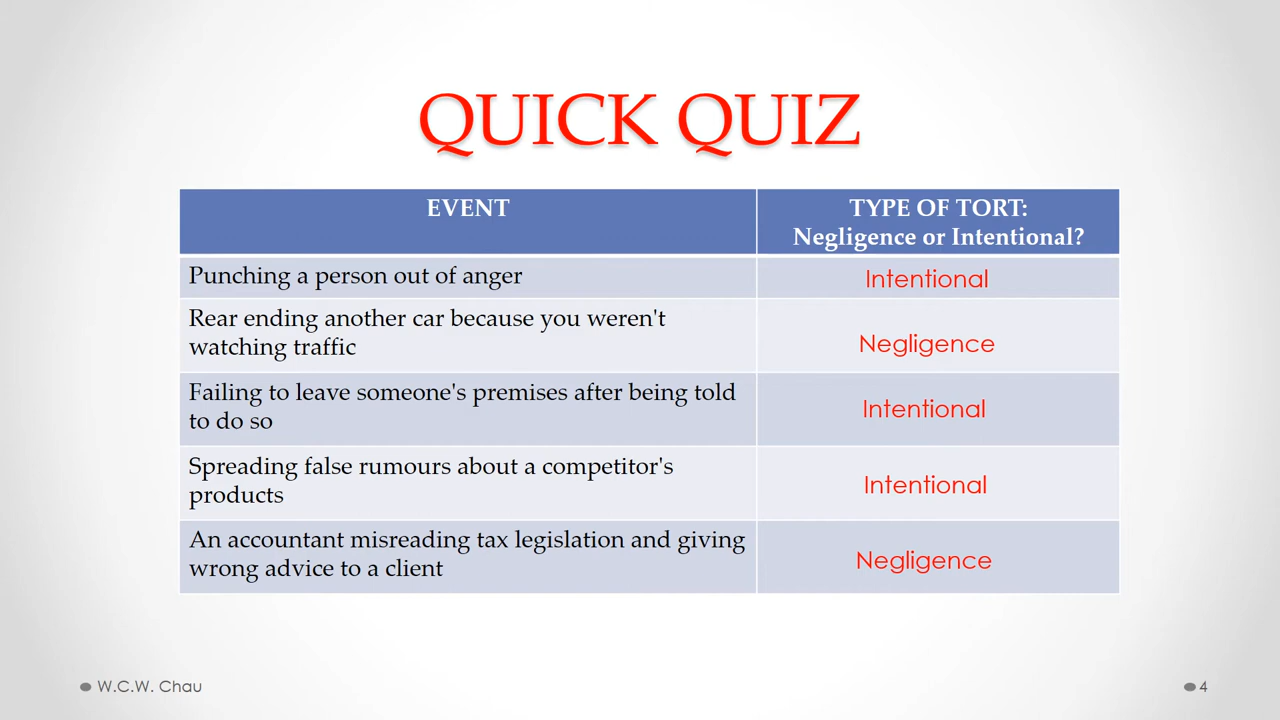 QUICK QUIZ
EVENT
TYPE OF TORT:
Negligence or Intentional?
Punching a person out of anger
Intentional
Rear ending another car because you weren't
watching traffic
Negligence
Failing to leave someone's premises after being told
to do so
Intentional
Spreading false rumours about a competitor's
products
Intentional
An accountant misreading tax legislation and giving
wrong advice to a client
Negligence
W.C.W. Chau
4